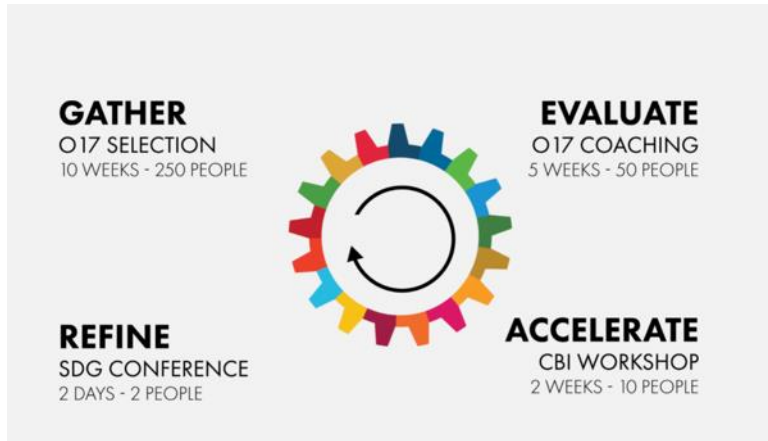 GATHER
O17 SELECTION
10 WEEKS - 250 PEOPLE
EVALUATE
O17 COACHING
5 WEEKS - 50 PEOPLE
REFINE
SDG CONFERENCE
2 DAYS - 2 PEOPLE
ACCELERATE
CBI WORKSHOP
2 WEEKS - 10 PEOPLE